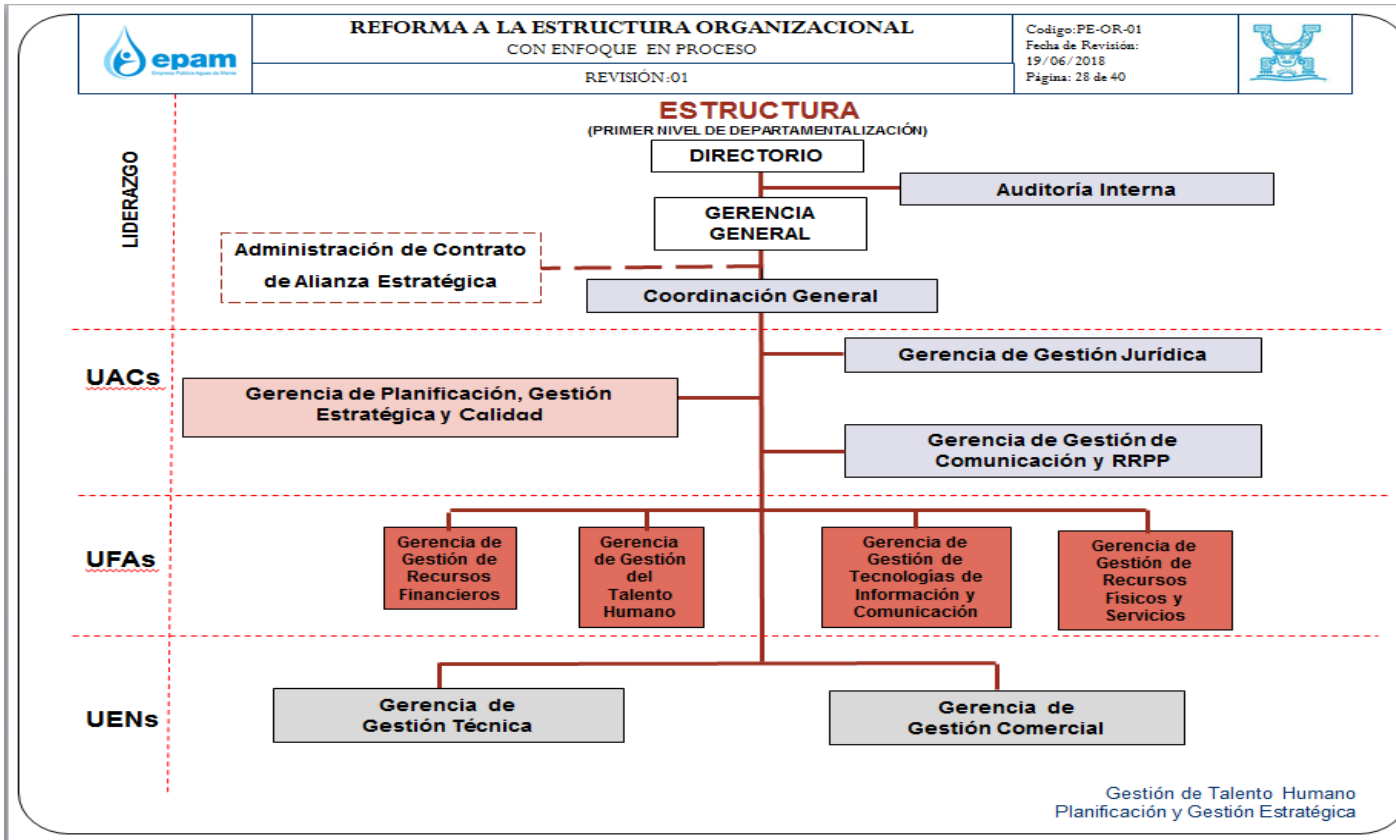 epam
Empresa Pública Aguas de Manta
REFORMA A LA ESTRUCTURA ORGANIZACIONAL
CON ENFOQUE EN PROCESO
REVISIÓN:01
Codigo:PE-OR-01
Fecha de Revisión:
19/06/2018
Página: 28 de 40
ESTRUCTURA
(PRIMER NIVEL DE DEPARTAMENTALIZACIÓN)
LIDERAZGO
DIRECTORIO
Auditoría Interna
GERENCIA
GENERAL
Administración de Contrato
de Alianza Estratégica
Coordinación General
UACs
Gerencia de Gestión Jurídica
Gerencia de Planificación, Gestión
Estratégica y Calidad
Gerencia de Gestión de
Comunicación y RRPP
UFAs
Gerencia de
Gestión de
Recursos
Financieros
Gerencia
de Gestión
del
Talento
Humano
Gerencia de
Gestión de
Tecnologías de
Información y
Comunicación
Gerencia de
Gestión de
Recursos
Físicos y
Servicios
UENs
Gerencia de
Gestión Técnica
Gerencia de
Gestión Comercial
Gestión de Talento Humano
Planificación y Gestión Estratégica